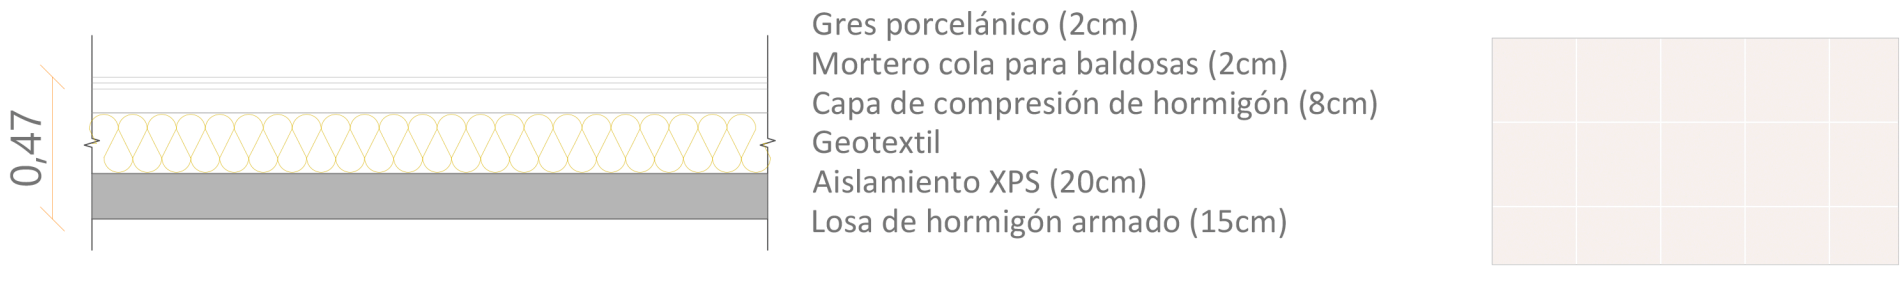 0,47
Gres porcelánico (2cm)
Mortero cola para baldosas (2cm)
Capa de compresión de hormigón (8cm)
Geotextil
Aislamiento XPS (20cm)
Losa de hormigón armado (15cm)